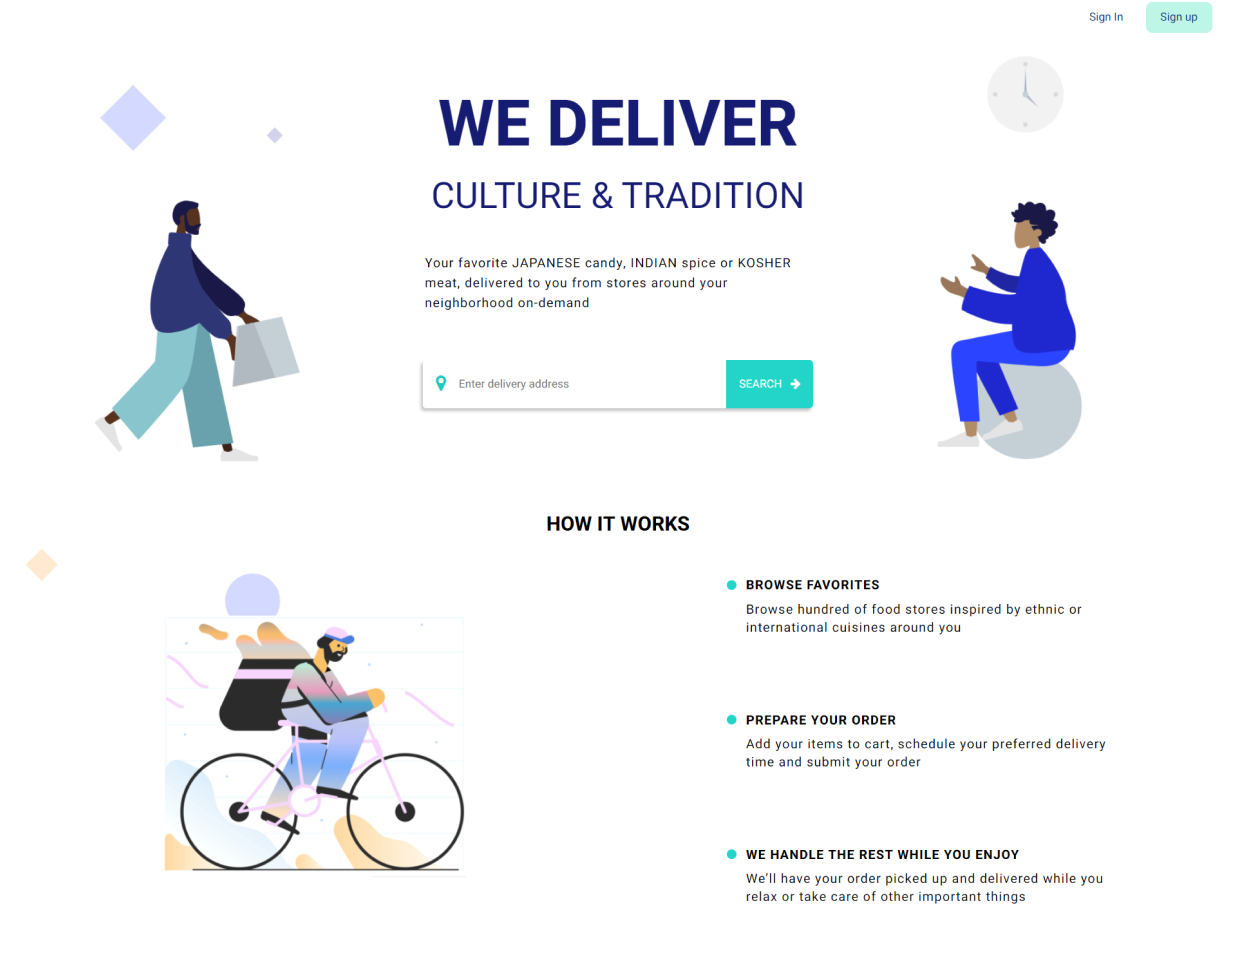 Sign In
Sign up
WE DELIVER
CULTURE & TRADITION
Your favorite JAPANESE candy, INDIAN spice or KOSHER
meat, delivered to you from stores around your
neighborhood on-demand
Enter delivery address
SEARCH
HOW IT WORKS
BROWSE FAVORITES
Browse hundred of food stores inspired by ethnic or
international cuisines around you
PREPARE YOUR ORDER
Add your items to cart, schedule your preferred delivery
time and submit your order
WE HANDLE THE REST WHILE YOU ENJOY
We'll have your order picked up and delivered while you
relax or take care of other important things